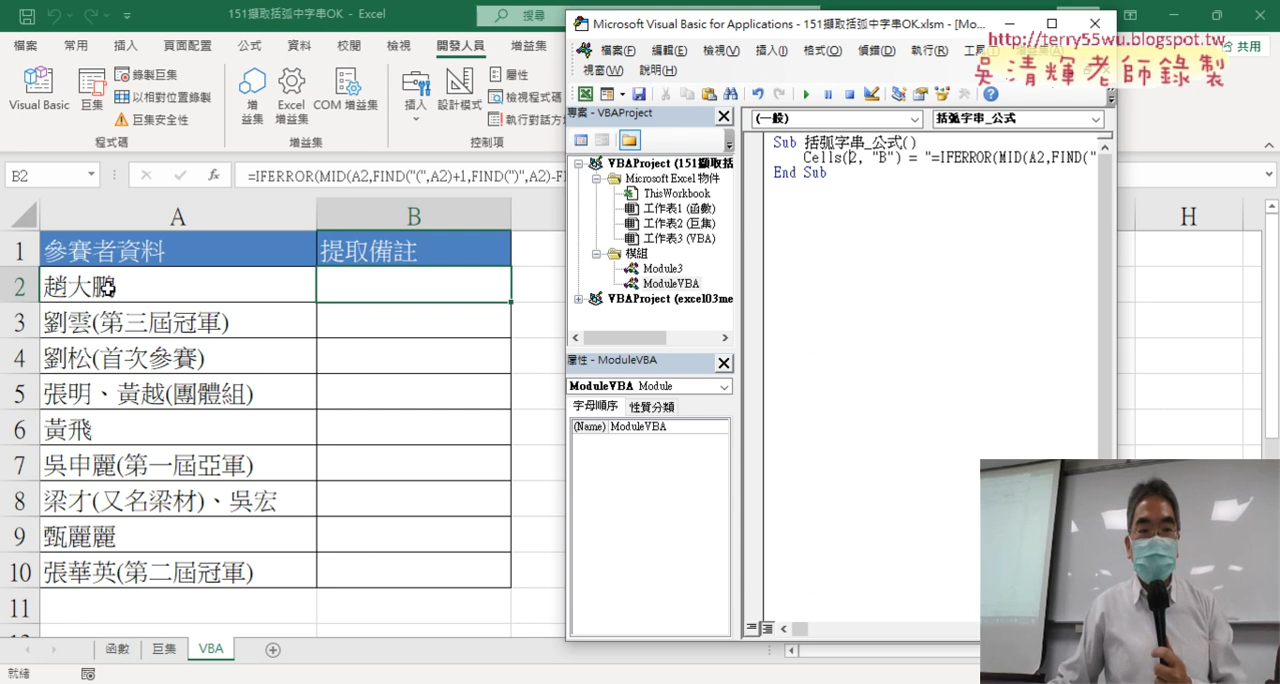 151擷取括弧中字串OK - Excel
搜尋
檔案 常用 插入 頁面配置 公式 資料 校閱 檢視 開發人員 增益集
共用
Visual Basic 巨集
錄製巨集
以相對位置錄製
巨集安全性
增益集
Excel 增益集
COM 增益集
插入 設計模式
屬性
檢視程式碼
執行對話方
程式碼 增益集 控制項
B2
=IFERROR(MID(A2,FIND("(",A2)+1,FIND(")",A2)-F
A B H
1 參賽者資料 提取備註
2 趙大鵬
3 劉雲(第三屆冠軍)
4 劉松(首次參賽)
5 張明、黃越(團體組)
6 黃飛
7 吳申麗(第一屆亞軍)
8 梁才(又名梁材)、吳宏
9 甄麗麗
10 張華英(第二屆冠軍)
11
函數 巨集 VBA
就緒
Microsoft Visual Basic for Applications - 151擷取括弧中字串OK.xlsm - [Mo...
檔案(F) 編輯(E) 檢視(V) 插入(I) 格式(O) 偵錯(D) 執行(R) 工
視窗(W) 說明(H)
http://terry55wu.blogspot.tw
吳清輝老師錄製
專案 - VBAProject
VBAProject (151擷取括
Microsoft Excel 物件
ThisWorkbook
工作表1 (函數)
工作表2 (巨集)
工作表3 (VBA)
模組
Module3
ModuleVBA
VBAProject (excel03me
屬性 - ModuleVBA
ModuleVBA Module
字母順序 性質分類
(Name) ModuleVBA
(一般) 括弧字串_公式
Sub 括弧字串_公式()
Cells(2, "B") = "=IFERROR(MID(A2,FIND("
End Sub